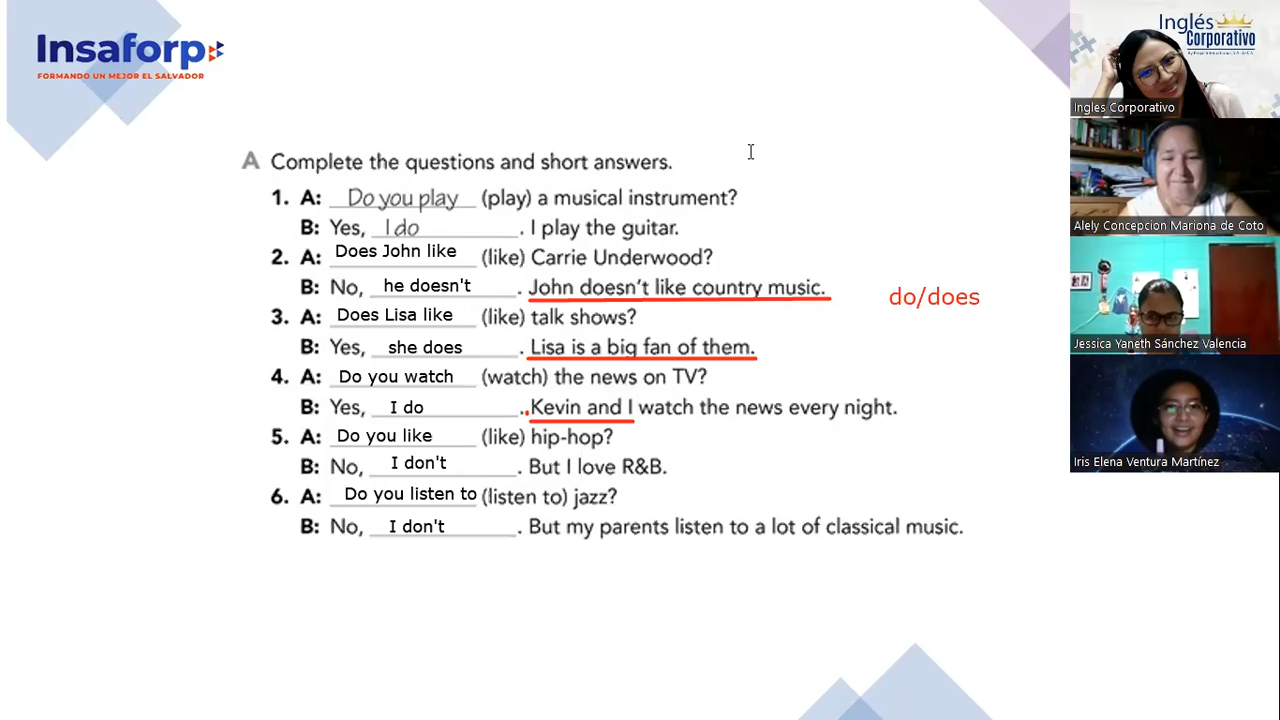 Insaforp
FORMANDO UN MEJOR EL SALVADOR
A Complete the questions and short answers.
1. A: Do you play (play) a musical instrument?
B: Yes, I do. I play the guitar.
2. A: Does John like (like) Carrie Underwood?
B: No, he doesn't. John doesn't like country music.
do/does
3. A: Does Lisa like (like) talk shows?
B: Yes, she does. Lisa is a big fan of them.
4. A: Do you watch (watch) the news on TV?
B: Yes, I do. Kevin and I watch the news every night.
5. A: Do you like (like) hip-hop?
B: No, I don't. But I love R&B.
6. A: Do you listen to (listen to) jazz?
B: No, I don't. But my parents listen to a lot of classical music.
Inglés
Corporativo
Ingles Corporativo
Alely Concepcion Mariona de Coto
Jessica Yaneth Sánchez Valencia
Iris Elena Ventura Martínez